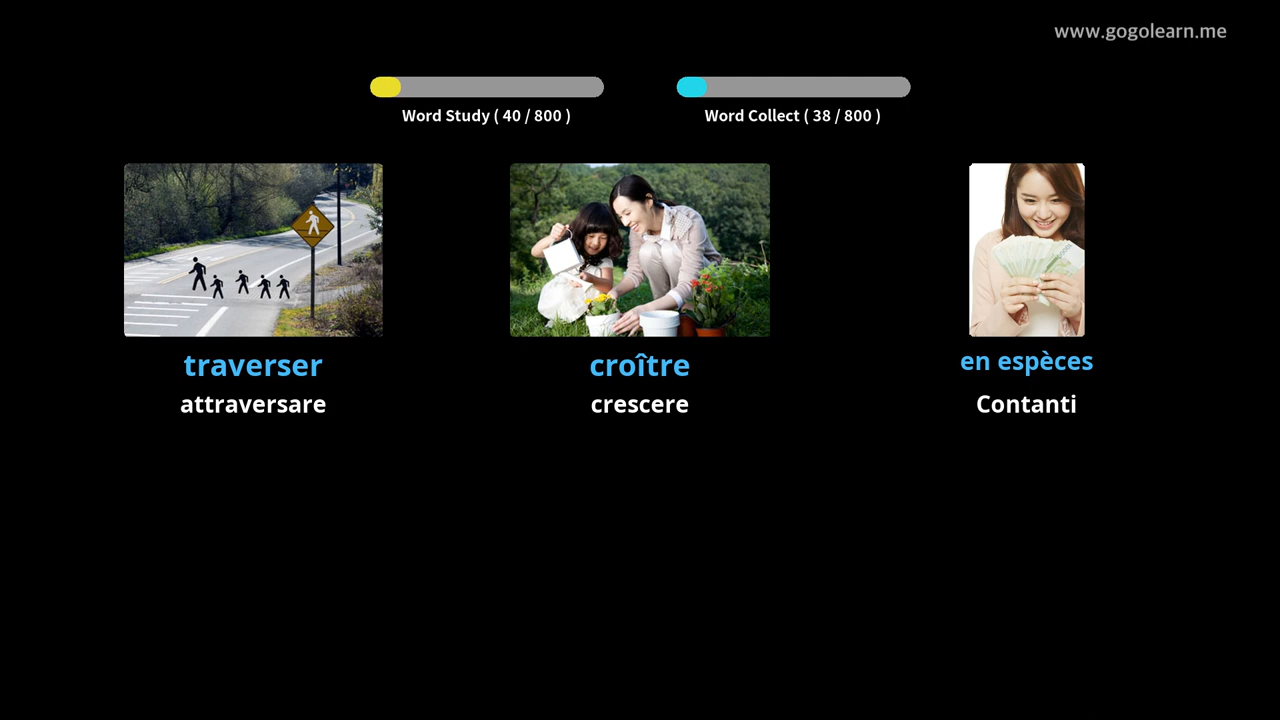 www.gogolearn.me
Word Study ( 40 / 800 )
Word Collect ( 38 / 800 )
traverser
attraversare
croître
crescere
en espèces
Contanti